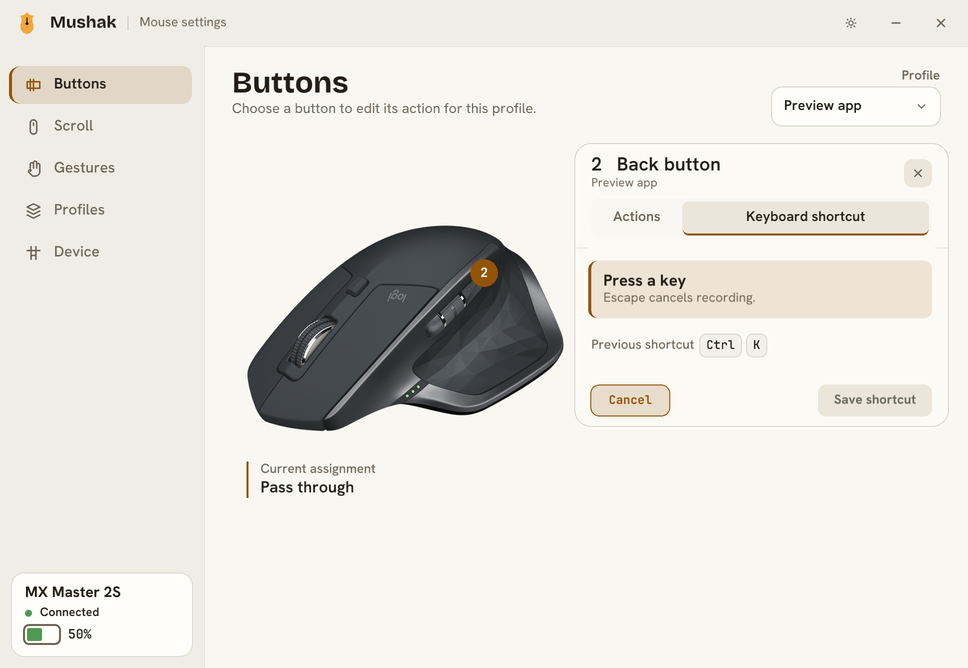 Mushak
Mouse settings
Buttons
Scroll
Gestures
Profiles
Device
MX Master 2S
Connected
50%
Buttons
Choose a button to edit its action for this profile.
Profile
Preview app
logi
2
Current assignment
Pass through
2 Back button
Preview app
Actions
Keyboard shortcut
Press a key
Escape cancels recording.
Previous shortcut Ctrl K
Cancel
Save shortcut